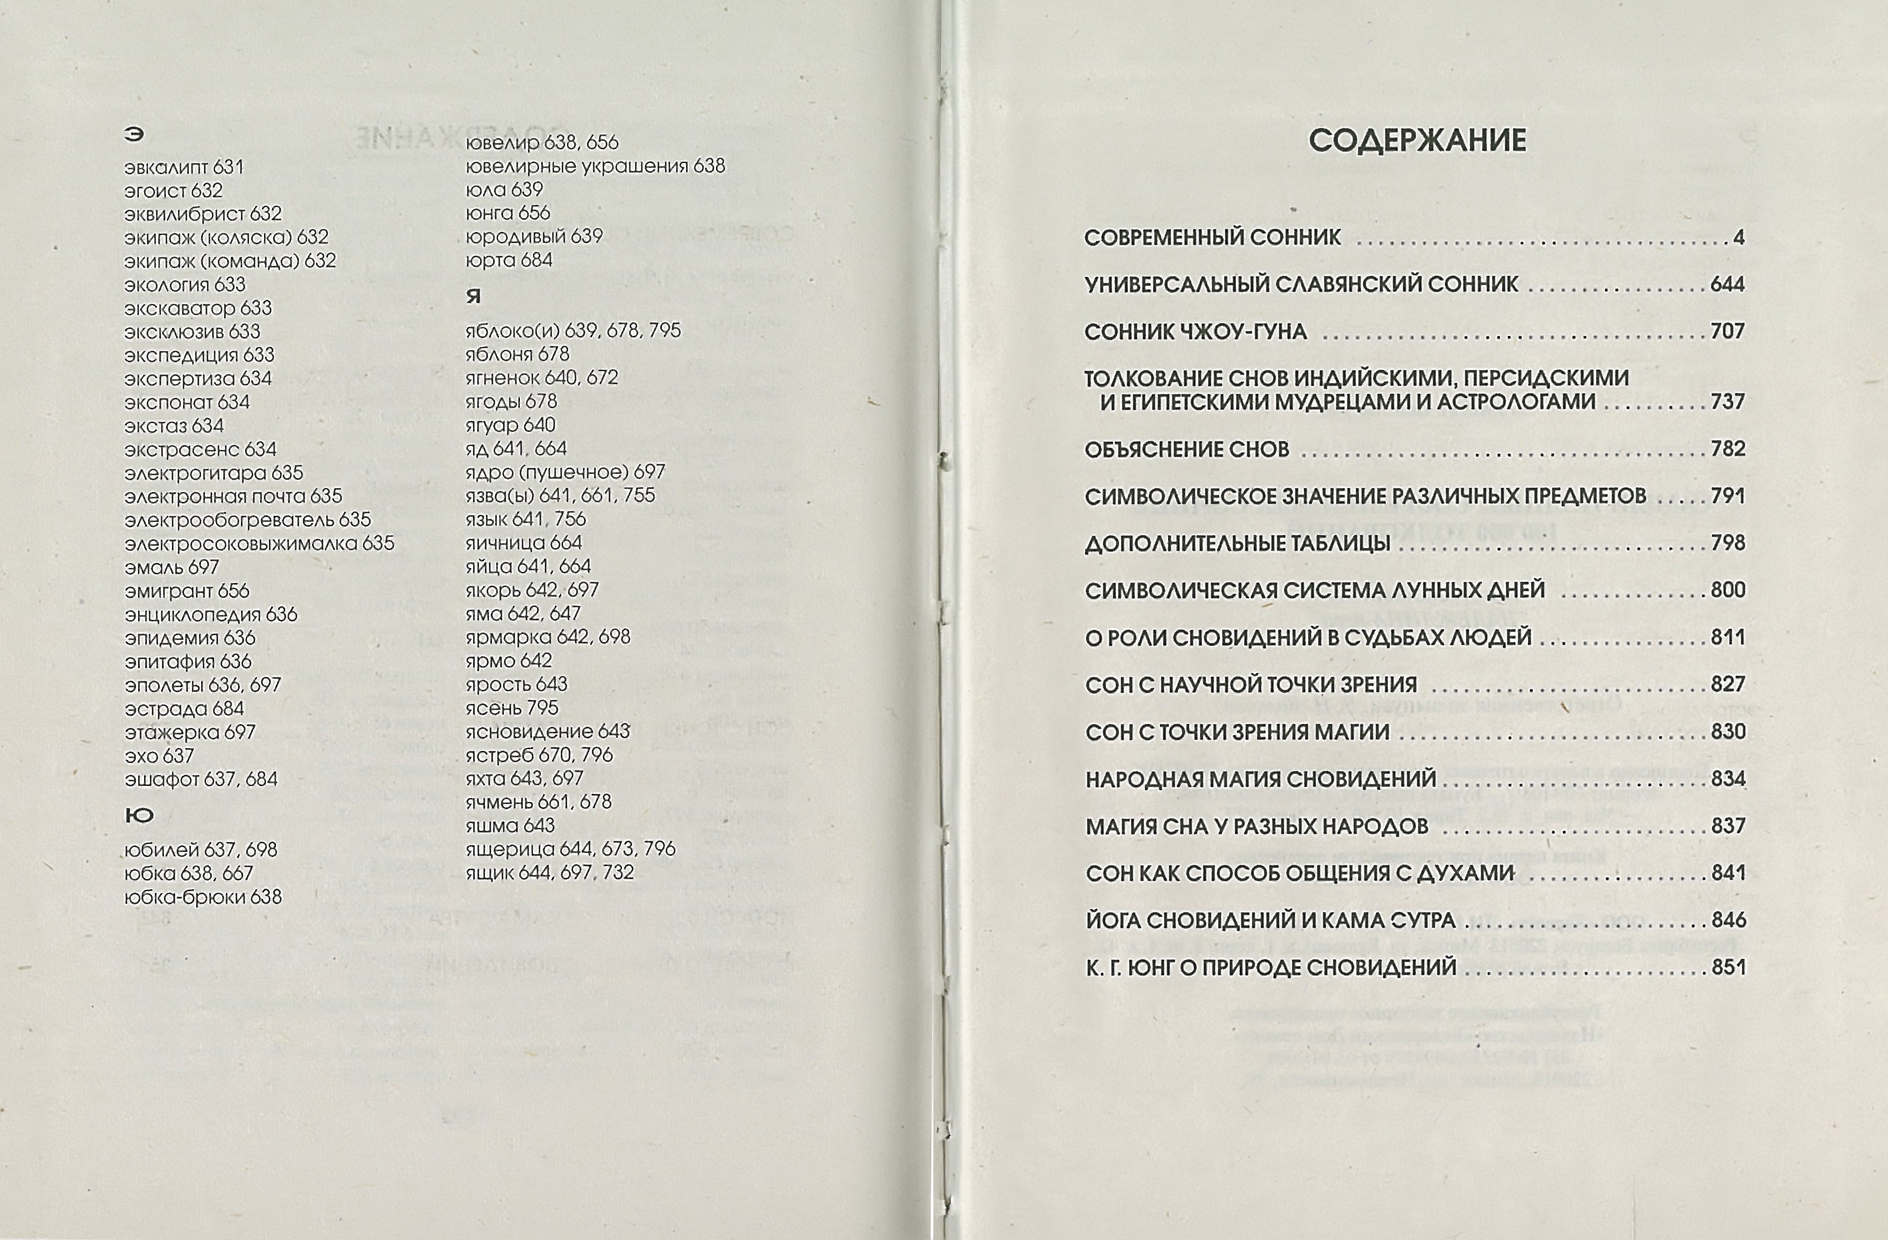 Э
эвкалипт 631
эгоист 632
эквилибрист 632
экипаж (коляска) 632
экипаж (команда) 632
экология 633
экскаватор 633
эксклюзив 633
экспедиция 633
экспертиза 634
экспонат 634
экстаз 634
экстрасенс 634
электрогитара 635
электронная почта 635
электрообогреватель 635
электросоковыжималка 635
эмаль 697
эмигрант 656
энциклопедия 636
эпидемия 636
эпитафия 636
эполеты 636, 697
эстрада 684
этажерка 697
эхо 637
эшафот 637, 684
Ю
юбилей 637, 698
юбка 638, 667
юбка-брюки 638
ювелир 638, 656
ювелирные украшения 638
юла 639
юнга 656
юродивый 639
юрта 684
Я
яблоко(и) 639, 678, 795
яблоня 678
ягненок 640, 672
ягоды 678
ягуар 640
яд 641, 664
ядро (пушечное) 697
язва(ы) 641, 661, 755
язык 641, 756
яичница 664
яйца 641, 664
якорь 642, 697
яма 642, 647
ярмарка 642, 698
ярмо 642
ярость 643
ясень 795
ясновидение 643
ястреб 670, 796
яхта 643, 697
ячмень 661, 678
яшма 643
ящерица 644, 673, 796
ящик 644, 697, 732
СОДЕРЖАНИЕ
СОВРЕМЕННЫЙ СОННИК ........ 4
УНИВЕРСАЛЬНЫЙ СЛАВЯНСКИЙ СОННИК ........ 644
СОННИК ЧЖОУ-ГУНА ........ 707
ТОЛКОВАНИЕ СНОВ ИНДИЙСКИМИ, ПЕРСИДСКИМИ
И ЕГИПЕТСКИМИ МУДРЕЦАМИ И АСТРОЛОГАМИ ........ 737
ОБЪЯСНЕНИЕ СНОВ ........ 782
СИМВОЛИЧЕСКОЕ ЗНАЧЕНИЕ РАЗЛИЧНЫХ ПРЕДМЕТОВ ..... 791
ДОПОЛНИТЕЛЬНЫЕ ТАБЛИЦЫ ........ 798
СИМВОЛИЧЕСКАЯ СИСТЕМА ЛУННЫХ ДНЕЙ ........ 800
О РОЛИ СНОВИДЕНИЙ В СУДЬБАХ ЛЮДЕЙ ........ 811
СОН С НАУЧНОЙ ТОЧКИ ЗРЕНИЯ ........ 827
СОН С ТОЧКИ ЗРЕНИЯ МАГИИ ........ 830
НАРОДНАЯ МАГИЯ СНОВИДЕНИЙ ........ 834
МАГИЯ СНА У РАЗНЫХ НАРОДОВ ........ 837
СОН КАК СПОСОБ ОБЩЕНИЯ С ДУХАМИ ........ 841
ЙОГА СНОВИДЕНИЙ И КАМА СУТРА ........ 846
К. Г. ЮНГ О ПРИРОДЕ СНОВИДЕНИЙ ........ 851